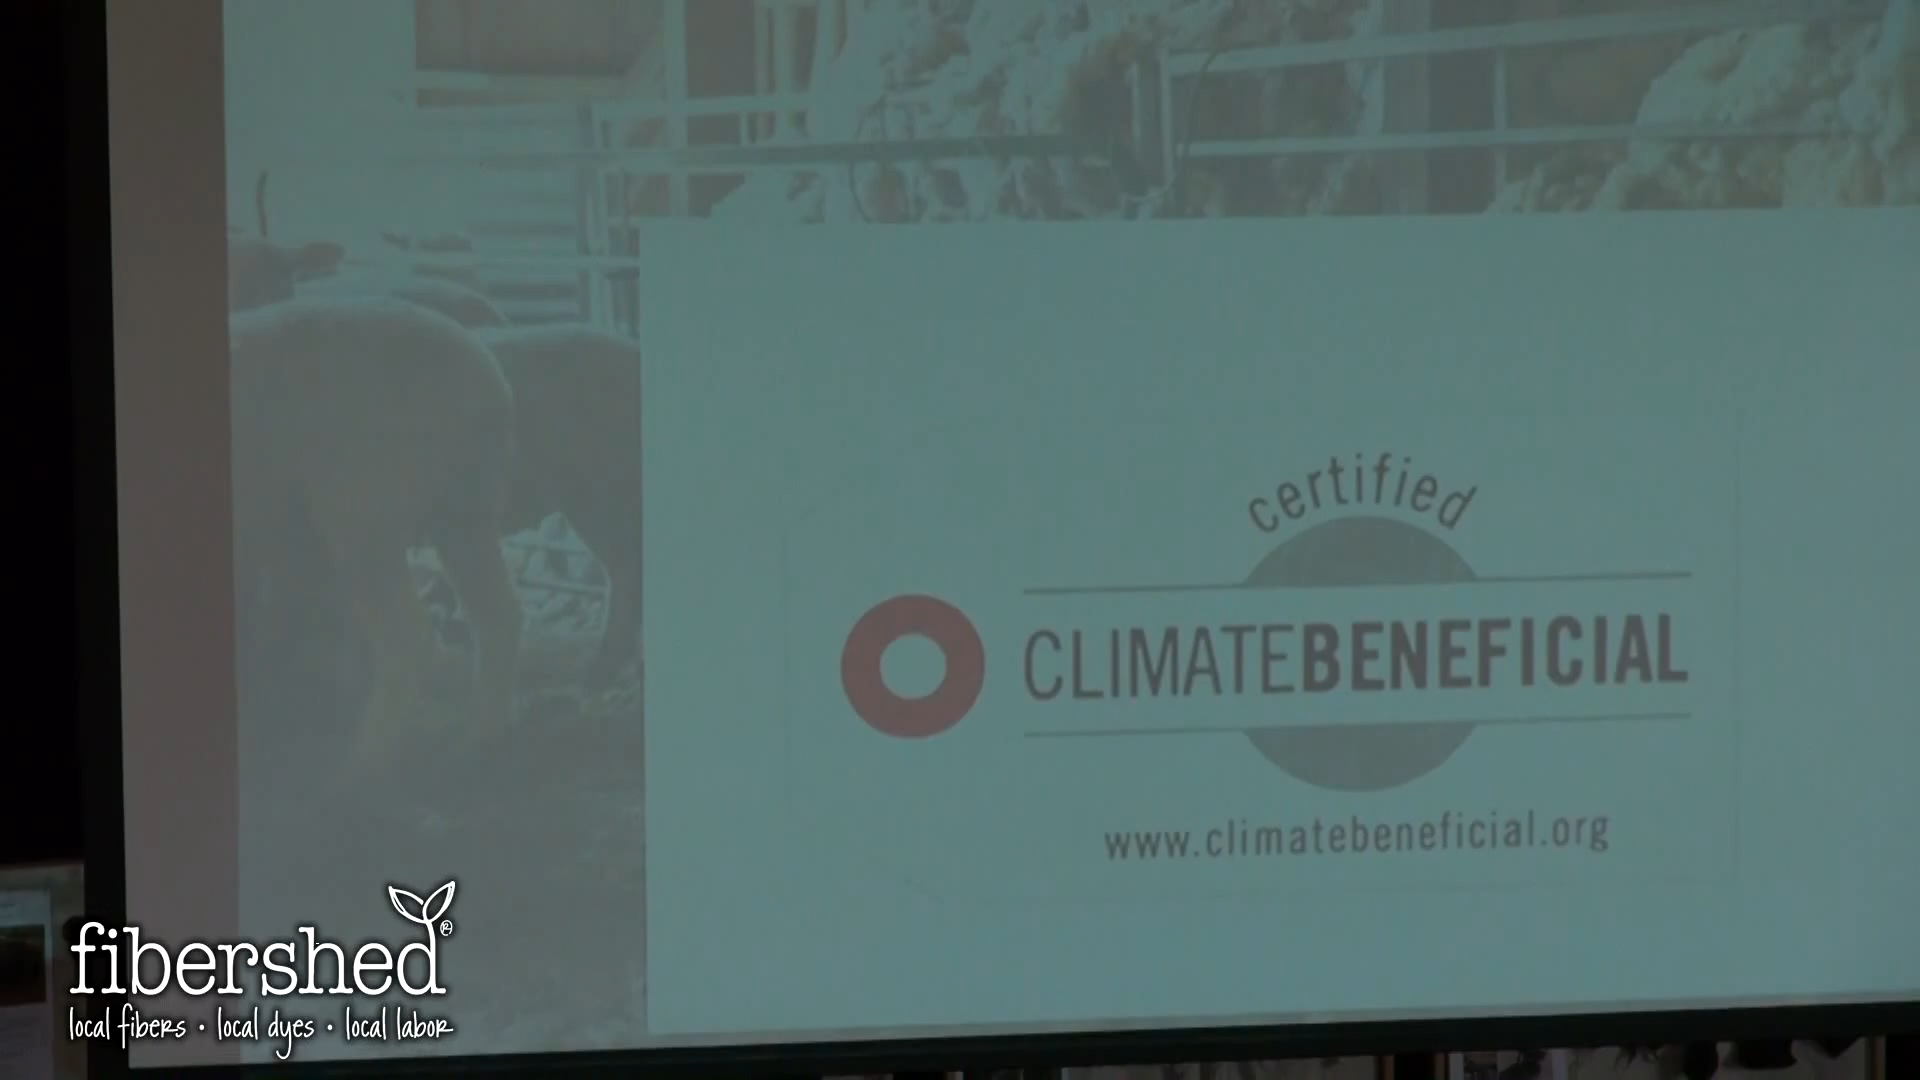 certified
CLIMATEBENEFICIAL
www.climatebeneficial.org
fibershed®
local fibers • local dyes • local labor